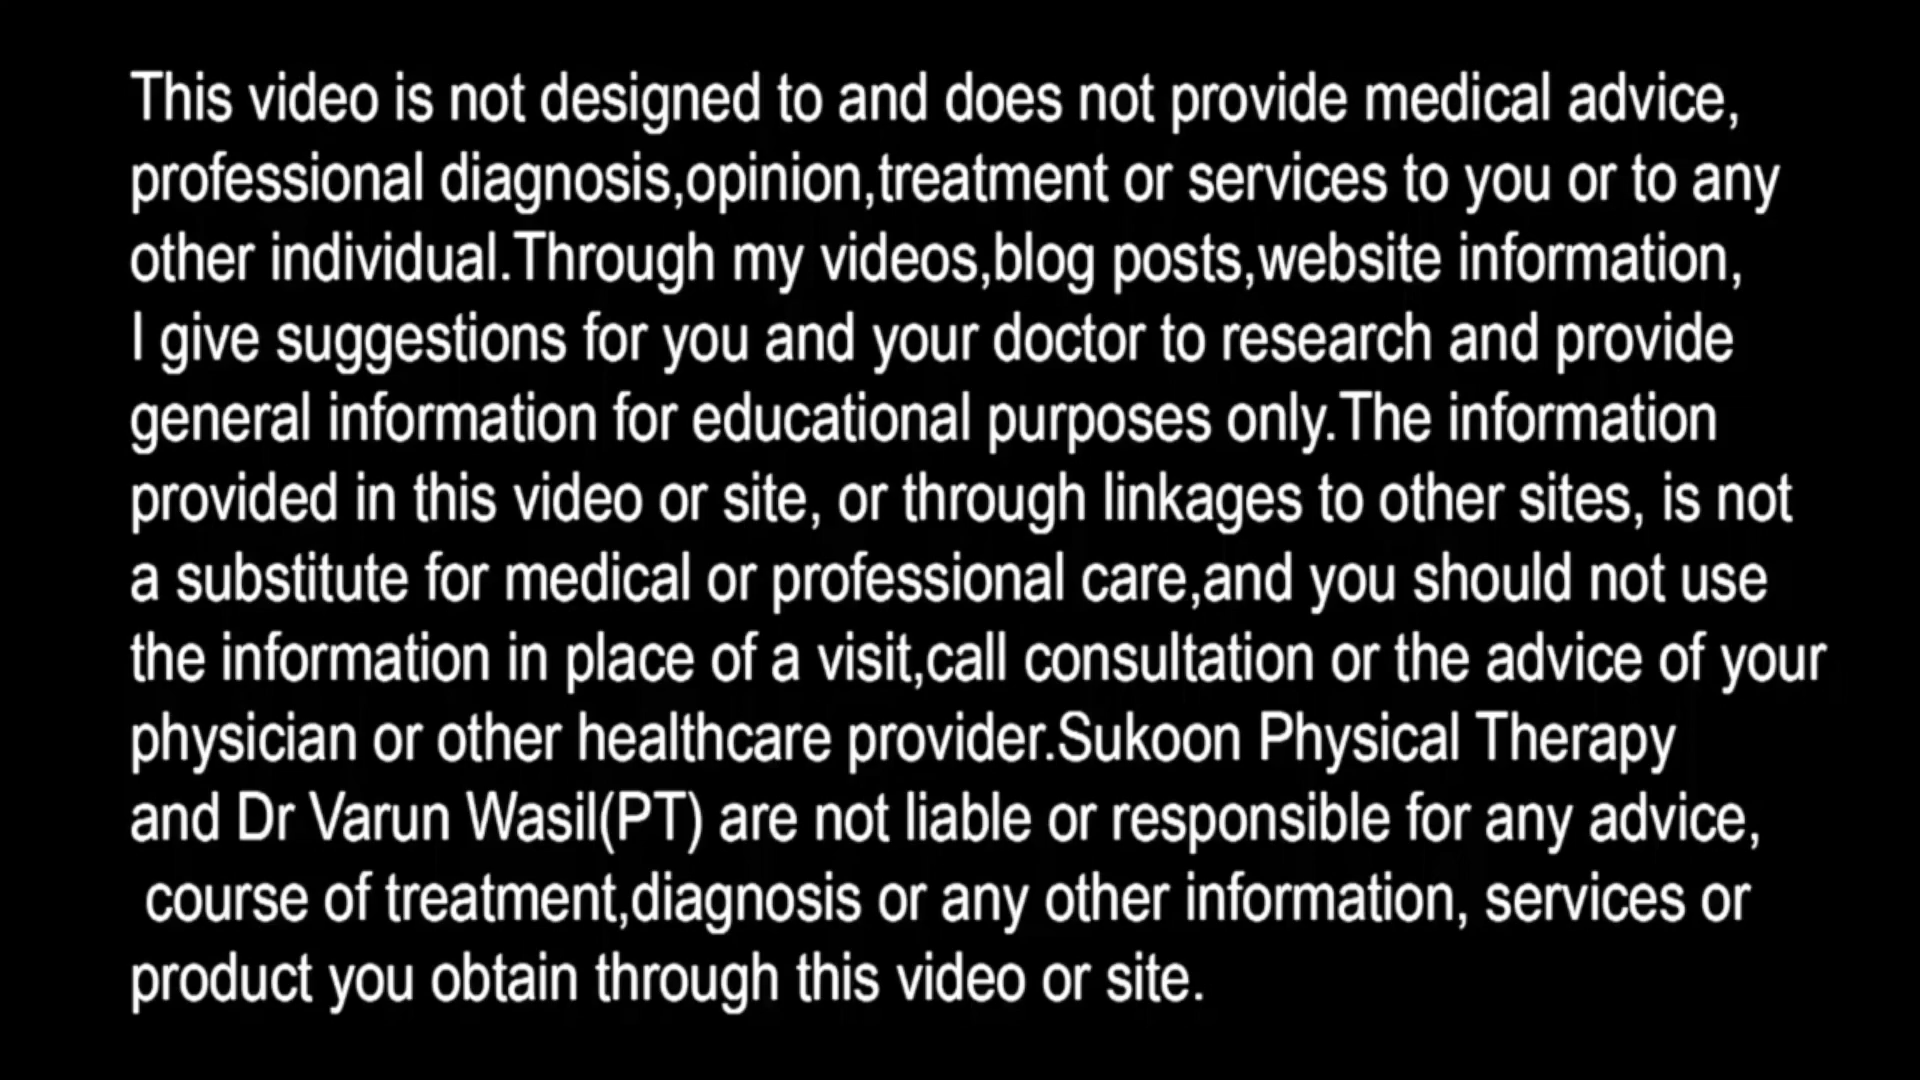 This video is not designed to and does not provide medical advice,
professional diagnosis,opinion,treatment or services to you or to any
other individual.Through my videos,blog posts,website information,
I give suggestions for you and your doctor to research and provide
general information for educational purposes only.The information
provided in this video or site, or through linkages to other sites, is not
a substitute for medical or professional care,and you should not use
the information in place of a visit,call consultation or the advice of your
physician or other healthcare provider.Sukoon Physical Therapy
and Dr Varun Wasil(PT) are not liable or responsible for any advice,
course of treatment,diagnosis or any other information, services or
product you obtain through this video or site.